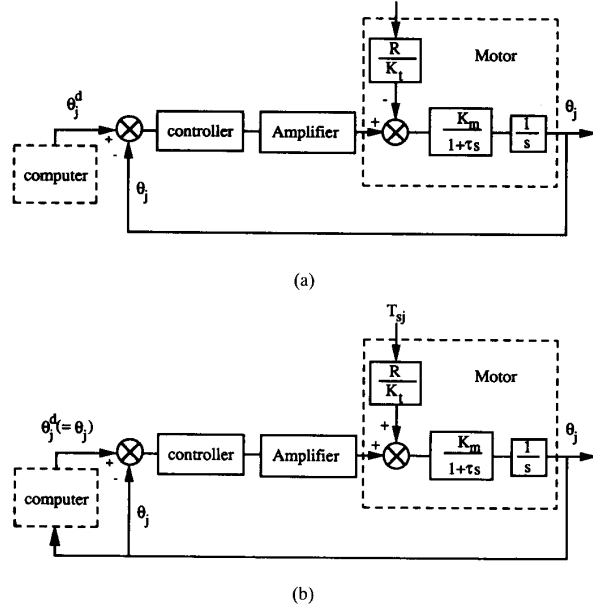 R
K_t
Motor
θ_j^d
+
-
controller
Amplifier
+
-
K_m
1+τs
1
s
θ_j
computer
θ_j
(a)
T_sj
R
K_t
Motor
θ_j^d(= θ_j)
+
-
controller
Amplifier
+
+
K_m
1+τs
1
s
θ_j
computer
θ_j
(b)